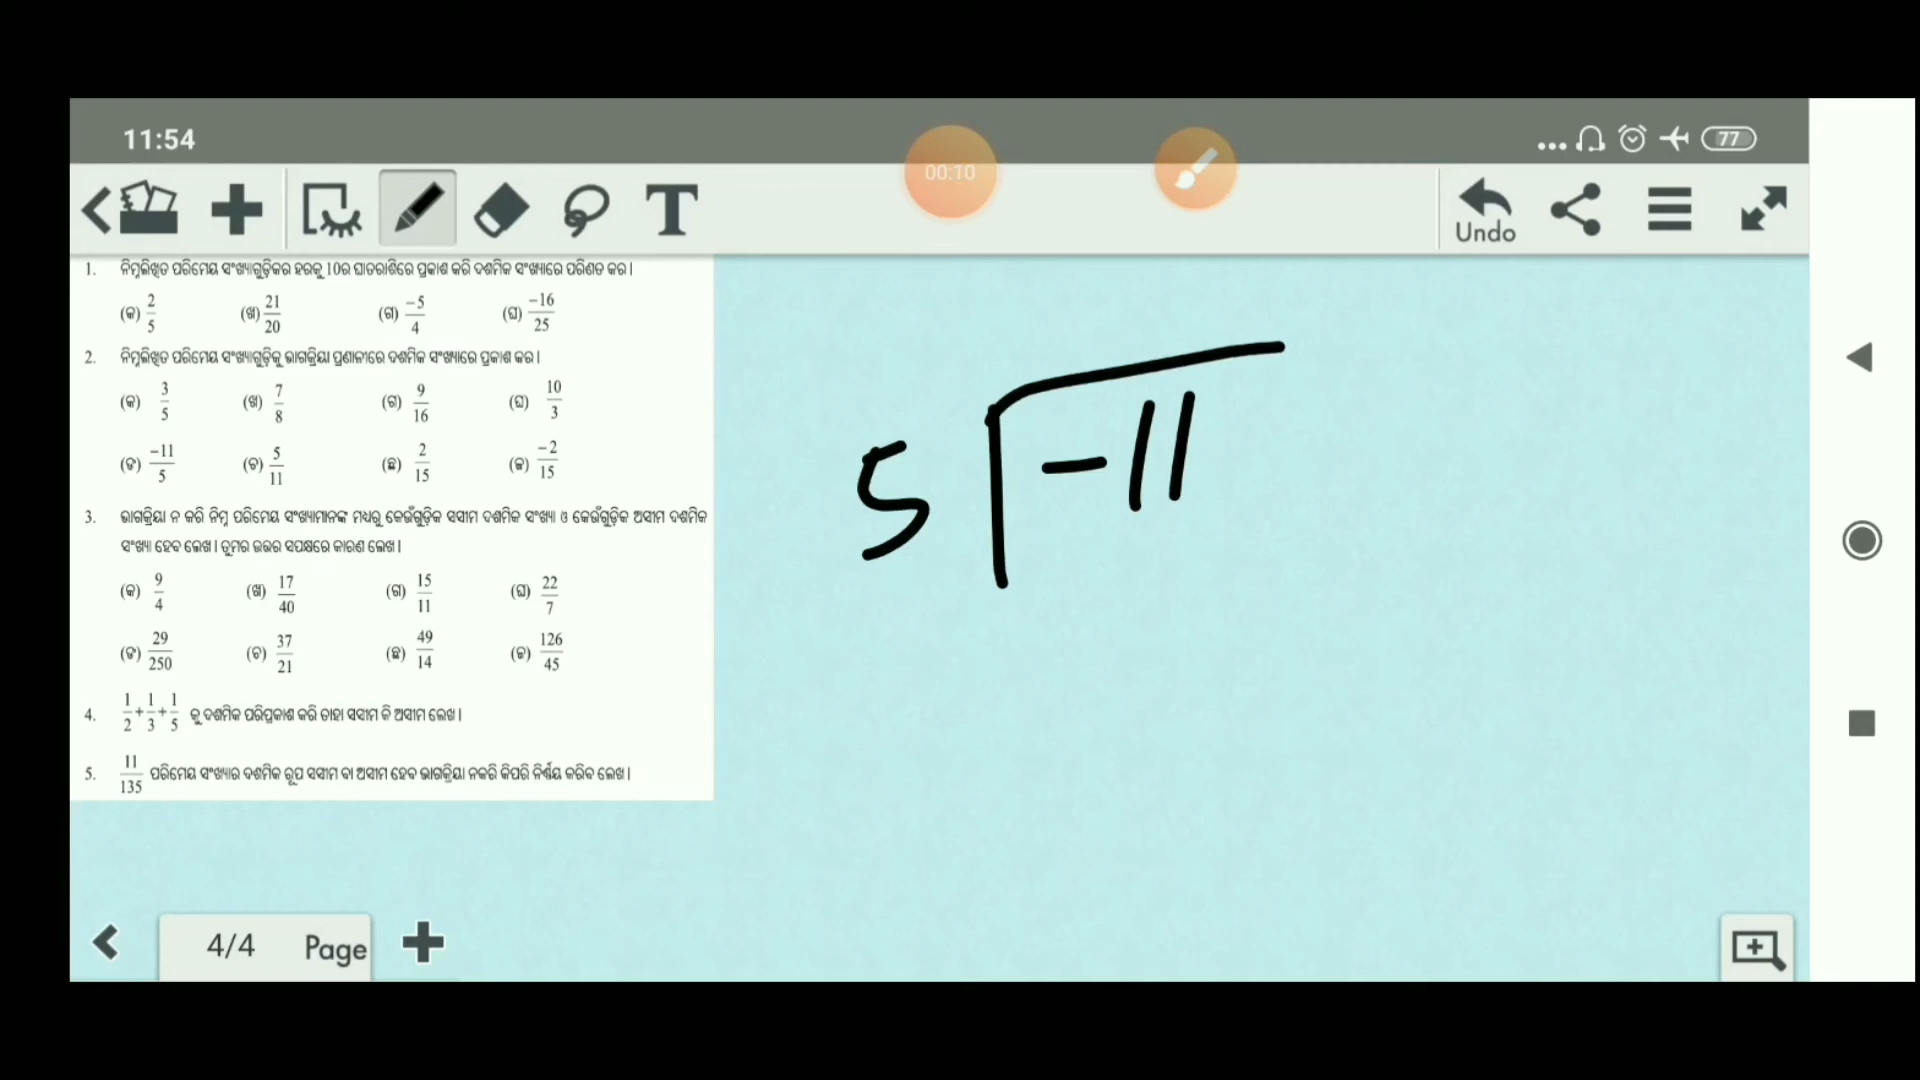 11:54
00:10
77
Undo
T
1. ନିମ୍ନଲିଖିତ ପରିମେୟ ସଂଖ୍ୟାଗୁଡ଼ିକର ହରକୁ 10ର ଘାତରାଶିରେ ପ୍ରକାଶ କରି ଦଶମିକ ସଂଖ୍ୟାରେ ପରିଣତ କର।
(କ) 2/5 (ଖ) 21/20 (ଗ) -5/4 (ଘ) -16/25
2. ନିମ୍ନଲିଖିତ ପରିମେୟ ସଂଖ୍ୟାଗୁଡ଼ିକୁ ଭାଗକ୍ରିୟା ପ୍ରଣାଳୀରେ ଦଶମିକ ସଂଖ୍ୟାରେ ପ୍ରକାଶ କର।
(କ) 3/5 (ଖ) 7/8 (ଗ) 9/16 (ଘ) 10/3
(ଙ) -11/5 (ଚ) 5/11 (ଛ) 2/15 (ଜ) -2/15
3. ଭାଗକ୍ରିୟା ନ କରି ନିମ୍ନ ପରିମେୟ ସଂଖ୍ୟାମାନଙ୍କ ମଧ୍ୟରୁ କେଉଁଗୁଡ଼ିକ ସସୀମ ଦଶମିକ ସଂଖ୍ୟା ଓ କେଉଁଗୁଡ଼ିକ ଅସୀମ ଦଶମିକ
ସଂଖ୍ୟା ହେବ ଲେଖ। ତୁମର ଉତ୍ତର ସପକ୍ଷରେ କାରଣ ଲେଖ।
(କ) 9/4 (ଖ) 17/40 (ଗ) 15/11 (ଘ) 22/7
(ଙ) 29/250 (ଚ) 37/21 (ଛ) 49/14 (ଜ) 126/45
4. 1/2+1/3+1/5 କୁ ଦଶମିକ ପରିପ୍ରକାଶ କରି ତାହା ସସୀମ କି ଅସୀମ ଲେଖ।
5. 11/135 ପରିମେୟ ସଂଖ୍ୟାର ଦଶମିକ ରୂପ ସସୀମ ବା ଅସୀମ ହେବ ଭାଗକ୍ରିୟା ନକରି କିପରି ନିର୍ଣ୍ଣୟ କରିବ ଲେଖ।
5 -11
4/4 Page